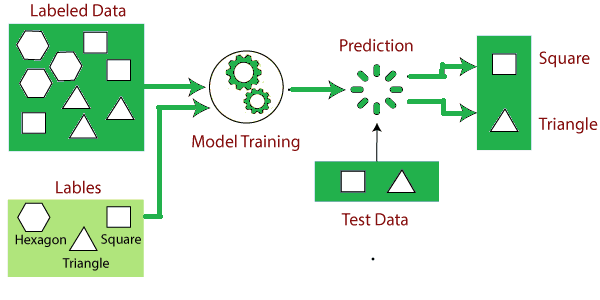 Labeled Data
Prediction
Square
Triangle
Model Training
Lables
Hexagon
Square
Triangle
Test Data